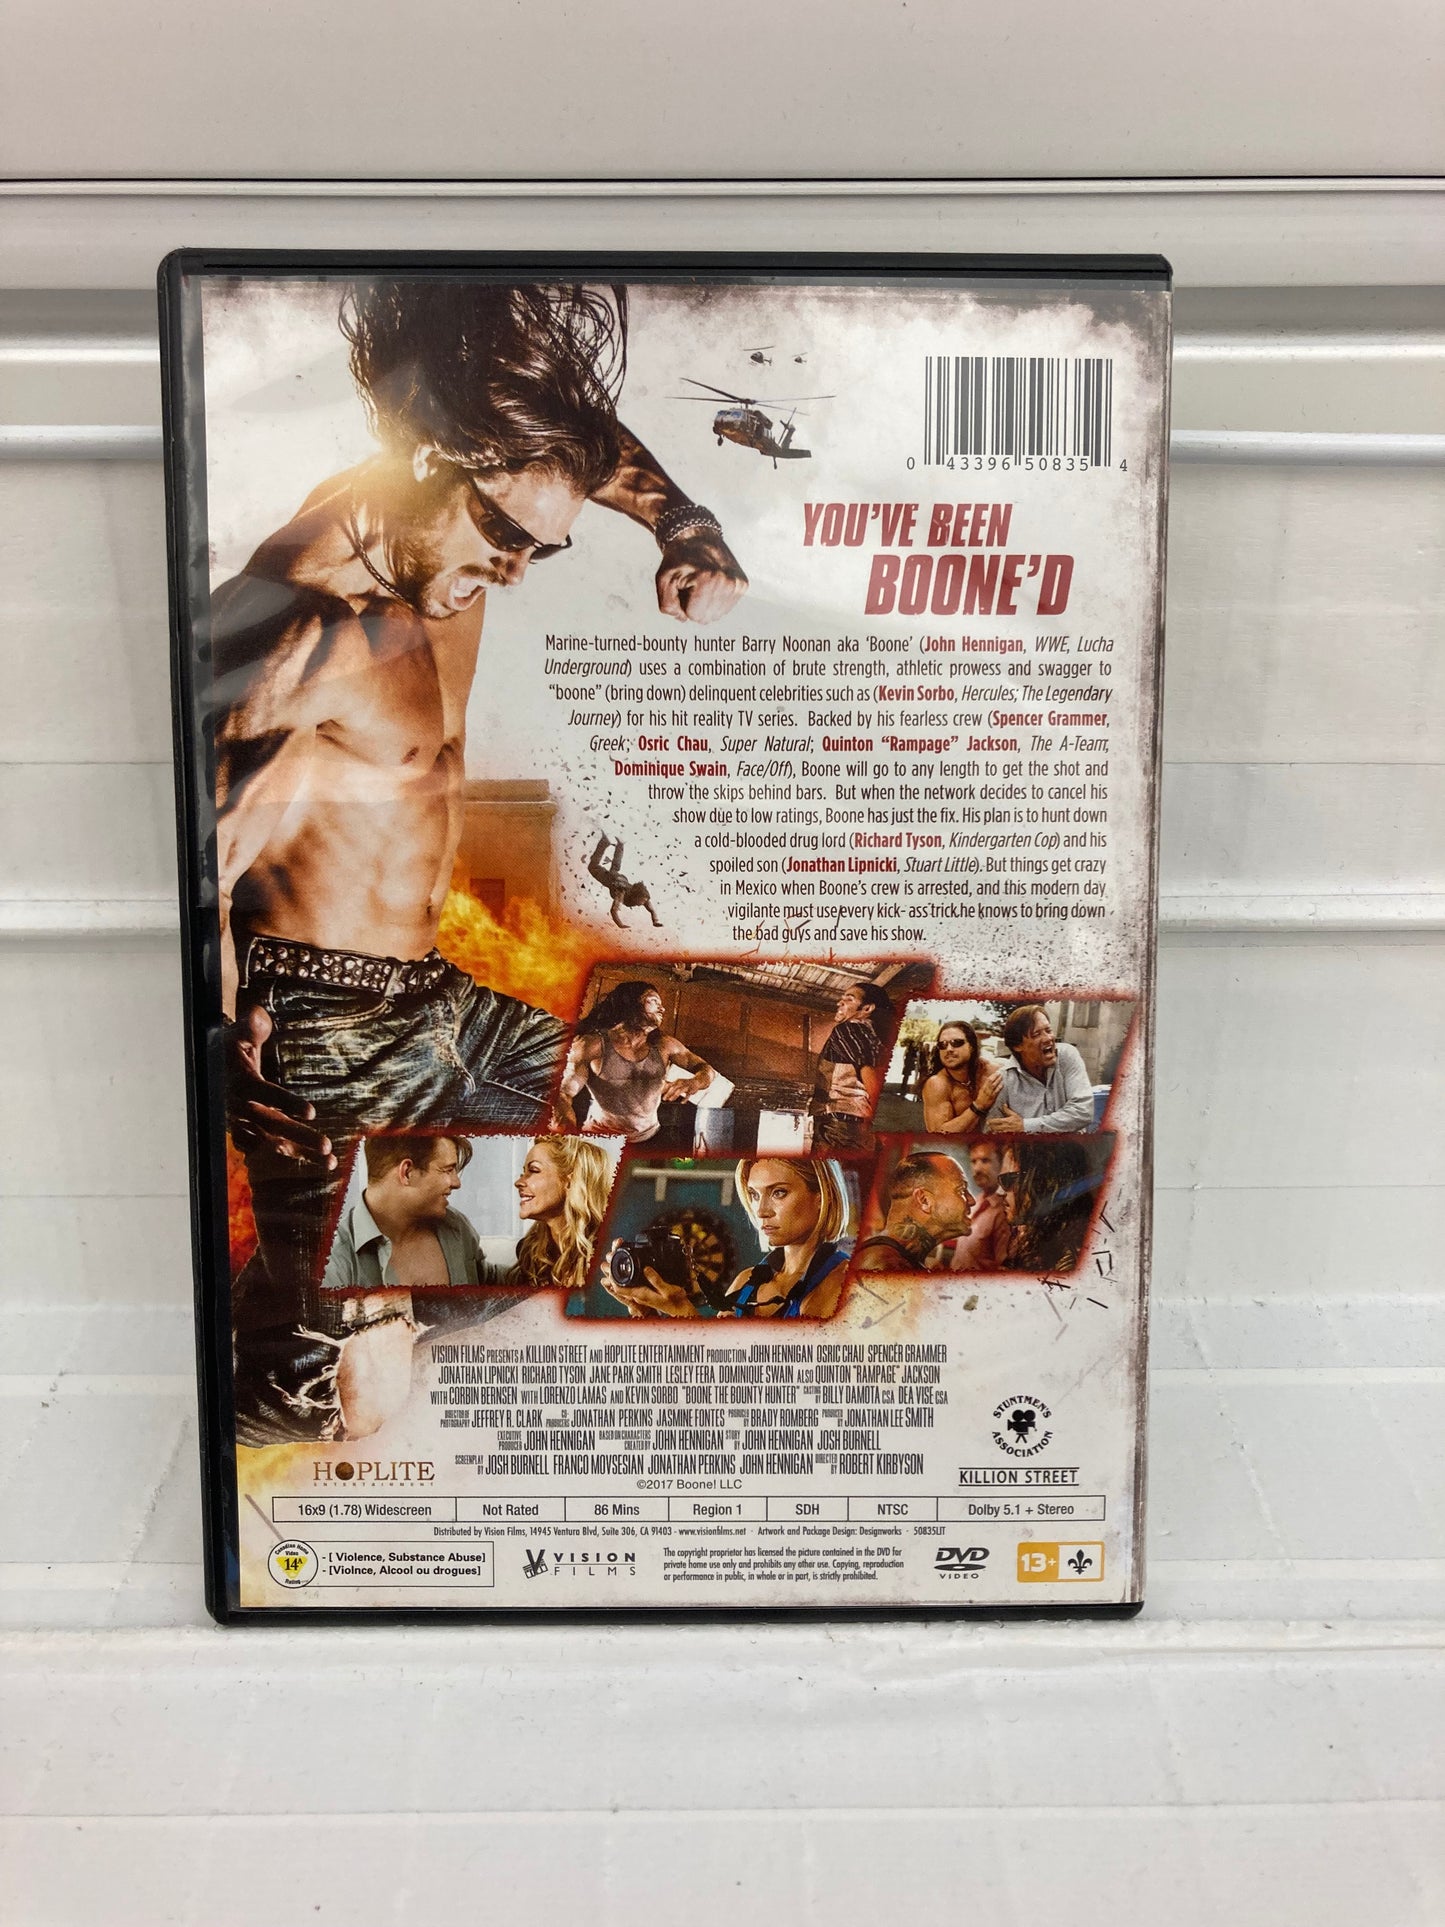 0 43396 50835 4
YOU'VE BEEN
BOONE'D
Marine-turned-bounty hunter' Barry Noonan aka 'Boone' (John Hennigan, WWE, Lucha
Underground) uses a combination of brute strength, athletic prowess and swagger to
"boone" (bring down) delinquent celebrities such as (Kevin Sorbo, Hercules; The Legendary
Journey) for his hit reality TV series. Backed by his fearless crew (Spencer Grammer,
Greek; Osric Chau, Super Natural; Quinton "Rampage" Jackson, The A-Team;
Dominique Swain, Face/Off), Boone will go to any length to get the shot and
throw the skips behind bars. But when the network decides to cancel his
show due to low ratings, Boone has just the fix. His plan is to hunt down
a cold-blooded drug lord (Richard Tyson, Kindergarten Cop) and his
spoiled son (Jonathan Lipnicki, Stuart Little). But things get crazy
in Mexico when Boone's crew is arrested, and this modern day
vigilante must use every kick- ass trick he knows to bring down
the bad guys and save his show.
VISION FILMS PRESENTS A KILLION STREET AND HOPLITE ENTERTAINMENT PRODUCTION JOHN HENNIGAN OSRIC CHAU SPENCER GRAMMER
JONATHAN LIPNICKI RICHARD TYSON JANE PARK SMITH LESLEY FERA DOMINIQUE SWAIN ALSO QUINTON "RAMPAGE" JACKSON
WITH CORBIN BERNSEN WITH LORENZO LAMAS AND KEVIN SORBO "BOONE THE BOUNTY HUNTER" CASTING BY BILLY DAMOTA CSA DEA VISE CSA
DIRECTOR OF PHOTOGRAPHY JEFFREY R. CLARK CO-PRODUCERS JONATHAN PERKINS JASMINE FONTES PRODUCED BY BRADY ROMBERG PRODUCED BY JONATHAN LEE SMITH
EXECUTIVE PRODUCER JOHN HENNIGAN BASED ON CHARACTERS CREATED BY JOHN HENNIGAN STORY BY JOHN HENNIGAN JOSH BURNELL
SCREENPLAY BY JOSH BURNELL FRANCO MOVSESIAN JONATHAN PERKINS JOHN HENNIGAN DIRECTED BY ROBERT KIRBYSON
©2017 Boone! LLC
STUNTMEN'S
ASSOCIATION
HOPLITE
ENTERTAINMENT
KILLION STREET
16x9 (1.78) Widescreen Not Rated 86 Mins Region 1 SDH NTSC Dolby 5.1 + Stereo
Distributed by Vision Films, 14945 Ventura Blvd, Suite 306, CA 91403 - www.visionfilms.net · Artwork and Package Design: Designworks · 50835LIT
Canadian Home
Video
14A
Rating
- [ Violence, Substance Abuse]
- [Violnce, Alcool ou drogues]
VISION
FILMS
The copyright proprietor has licensed the picture contained in the DVD for
private home use only and prohibits any other use. Copying, reproduction
or performance in public, in whole or in part, is strictly prohibited.
DVD
VIDEO
13+